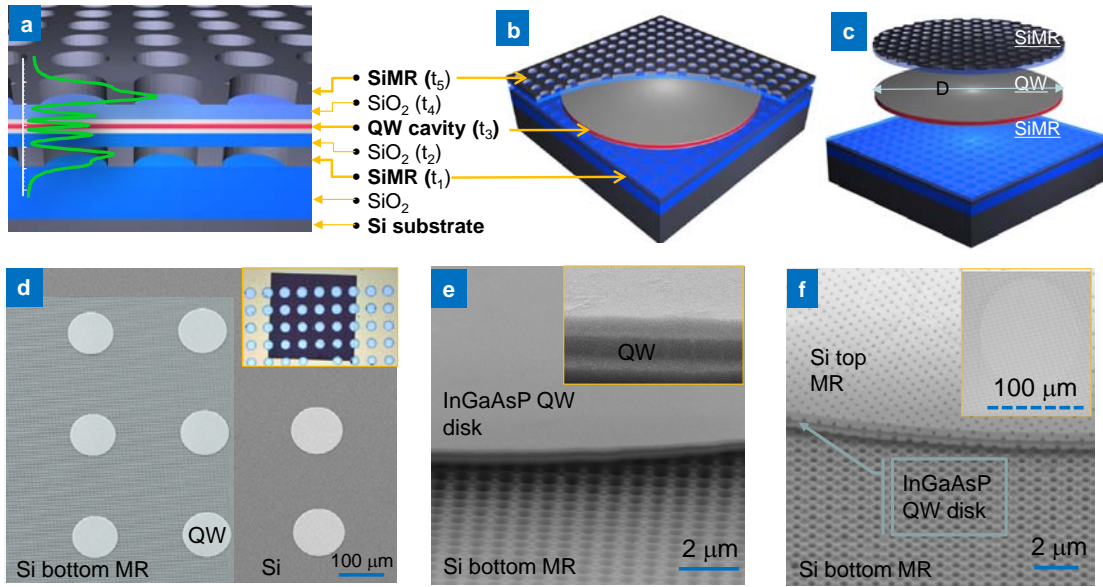 a
SiMR (t₅)
SiO₂ (t₄)
QW cavity (t₃)
SiO₂ (t₂)
SiMR (t₁)
SiO₂
Si substrate
b
c
SiMR
QW
D
SiMR
d
QW
Si bottom MR
Si
100 μm
e
QW
InGaAsP QW
disk
Si bottom MR
2 μm
f
Si top
MR
100 μm
InGaAsP
QW disk
Si bottom MR
2 μm